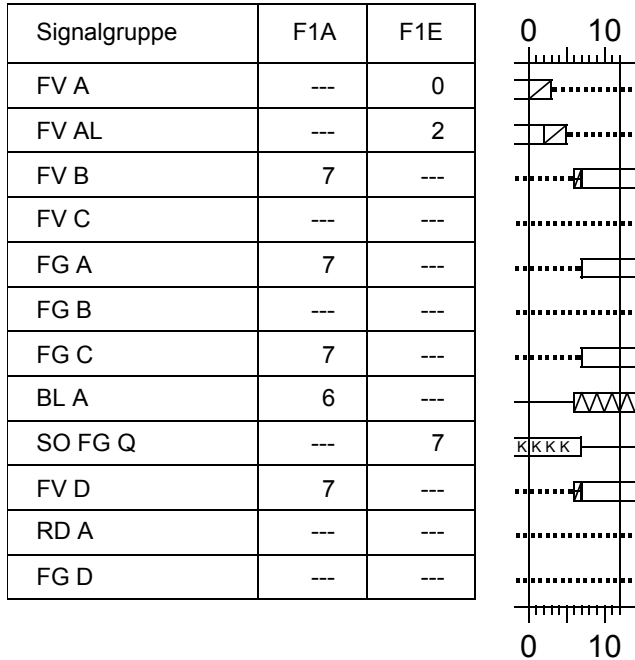 Signalgruppe F1A F1E 0 10
FV A --- 0
FV AL --- 2
FV B 7 ---
FV C --- ---
FG A 7 ---
FG B --- ---
FG C 7 ---
BL A 6 ---
SO FG Q --- 7 K K K K
FV D 7 ---
RD A --- ---
FG D --- ---
0 10